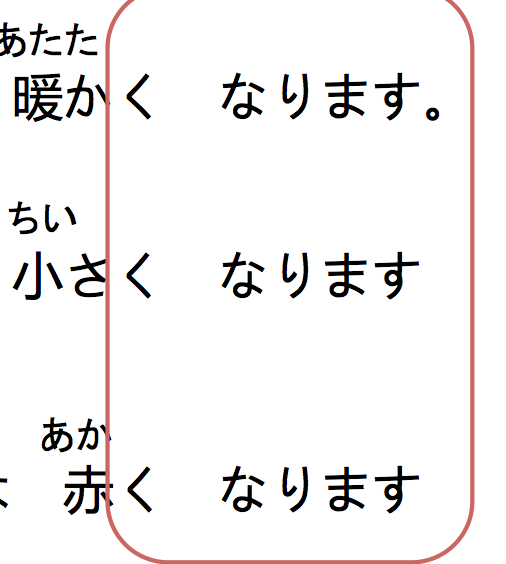 あたた
暖かく　なります。
ちい
小さく　なります
あか
赤く　なります